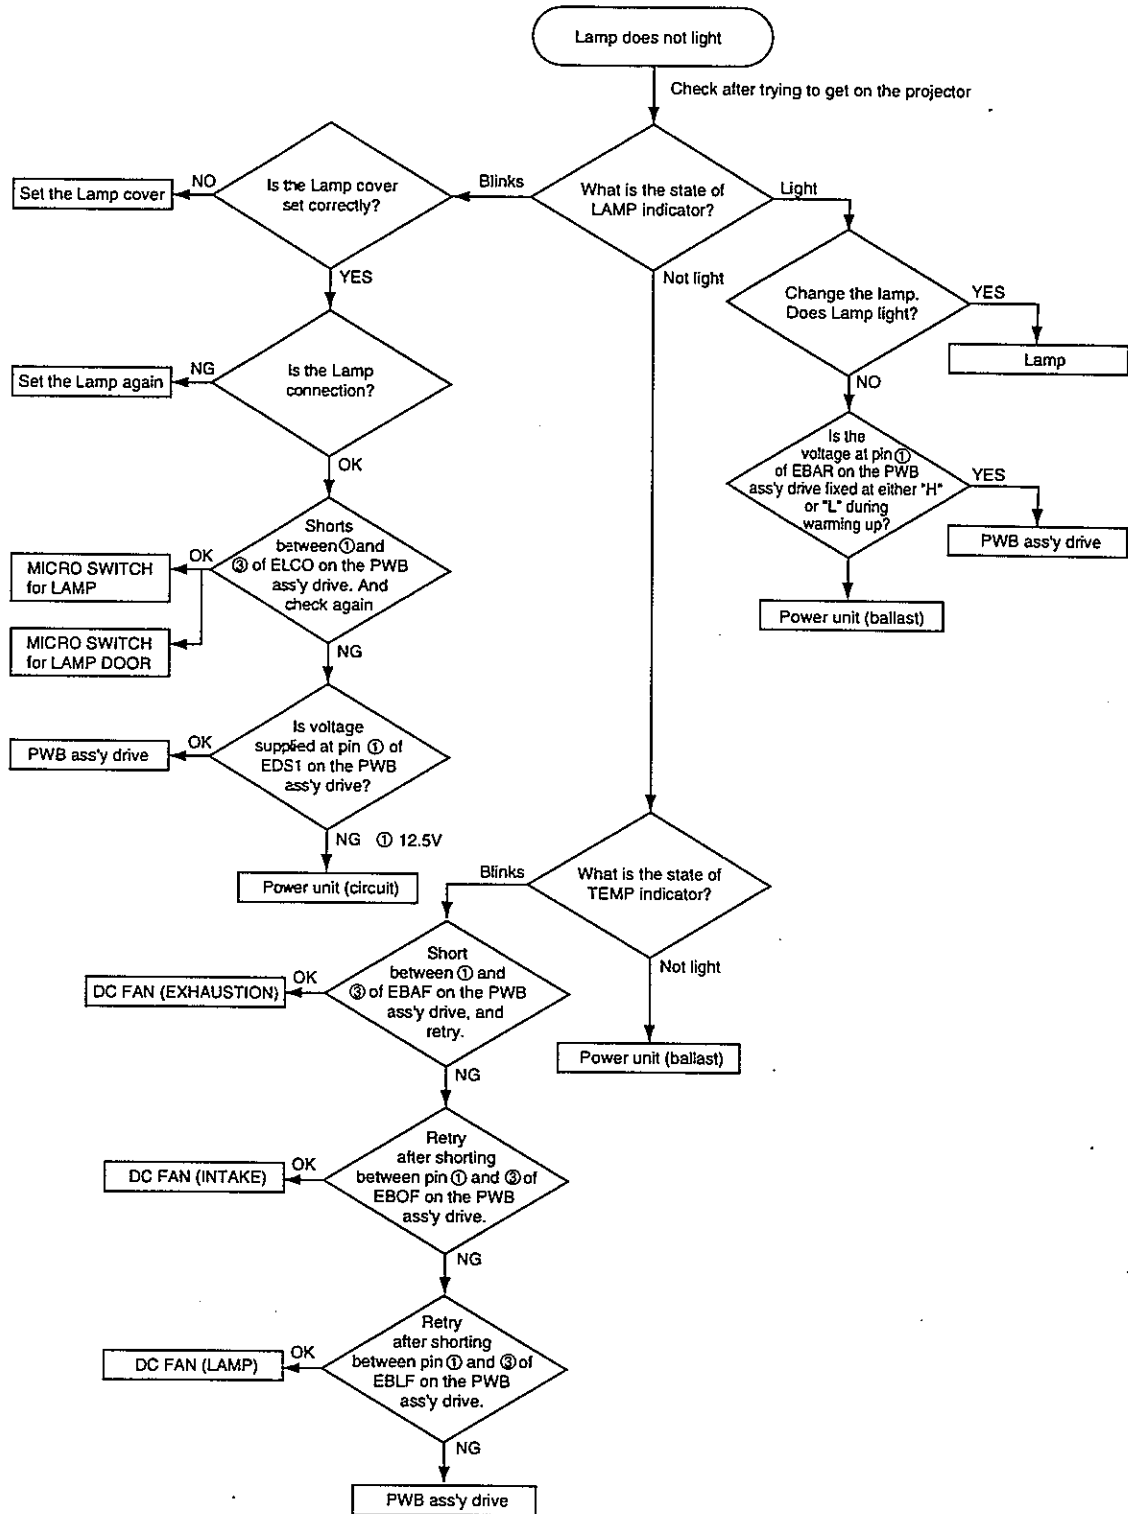 Lamp does not light
Check after trying to get on the projector
What is the state of
LAMP indicator?
Blinks
Light
Not light
Is the Lamp cover
set correctly?
NO
Set the Lamp cover
YES
Is the Lamp
connection?
NG
Set the Lamp again
OK
Shorts
between ① and
③ of ELCO on the PWB
ass'y drive. And
check again
OK
MICRO SWITCH
for LAMP
MICRO SWITCH
for LAMP DOOR
NG
Is voltage
supplied at pin ① of
EDS1 on the PWB
ass'y drive?
OK
PWB ass'y drive
NG ① 12.5V
Power unit (circuit)
Change the lamp.
Does Lamp light?
YES
Lamp
NO
Is the
voltage at pin ①
of EBAR on the PWB
ass'y drive fixed at either "H"
or "L" during
warming up?
YES
PWB ass'y drive
Power unit (ballast)
What is the state of
TEMP indicator?
Blinks
Not light
Power unit (ballast)
Short
between ① and
③ of EBAF on the PWB
ass'y drive, and
retry.
OK
DC FAN (EXHAUSTION)
NG
Retry
after shorting
between pin ① and ③ of
EBOF on the PWB
ass'y drive.
OK
DC FAN (INTAKE)
NG
Retry
after shorting
between pin ① and ③ of
EBLF on the PWB
ass'y drive.
OK
DC FAN (LAMP)
NG
PWB ass'y drive